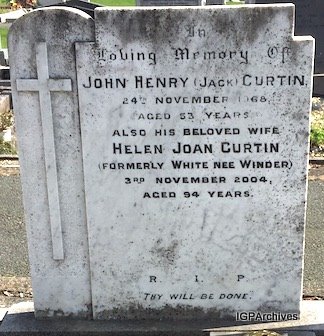 In
Loving Memory Of
JOHN HENRY (JACK) CURTIN.
24TH NOVEMBER 1968,
AGED 53 YEARS
ALSO HIS BELOVED WIFE
HELEN JOAN CURTIN
(FORMERLY WHITE NEE WINDER)
3RD NOVEMBER 2004,
AGED 94 YEARS.
R. I. P.
"THY WILL BE DONE."
IGPArchives